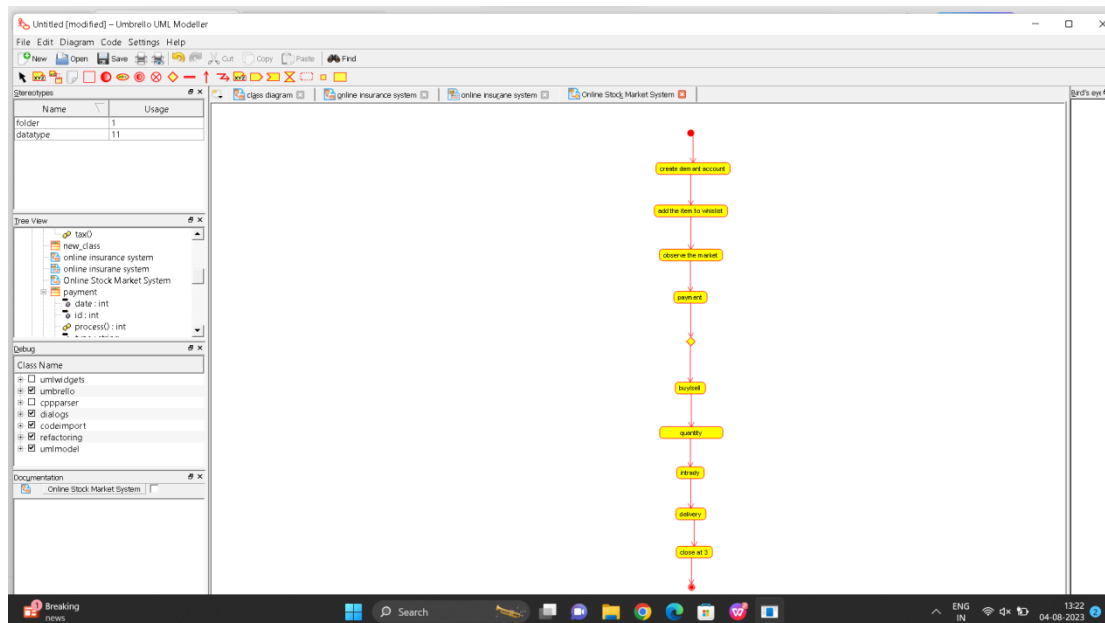 Untitled [modified] – Umbrello UML Modeller
File Edit Diagram Code Settings Help
New Open Save Cut Copy Paste Find
Stereotypes
Name Usage
folder 1
datatype 11
Tree View
tax()
new_class
online insurance system
online insurane system
Online Stock Market System
payment
date : int
id : int
process() : int
Debug
Class Name
umlwidgets
umbrello
cppparser
dialogs
codeimport
refactoring
umlmodel
Documentation
Online Stock Market System
class diagram online insurance system online insurane system Online Stock Market System
Bird's eye
create demant account
add the item to whislist
observe the market
payment
buy/sell
quantity
intrady
delivery
close at 3
Breaking
news
Search
ENG
IN
13:22
04-08-2023
2